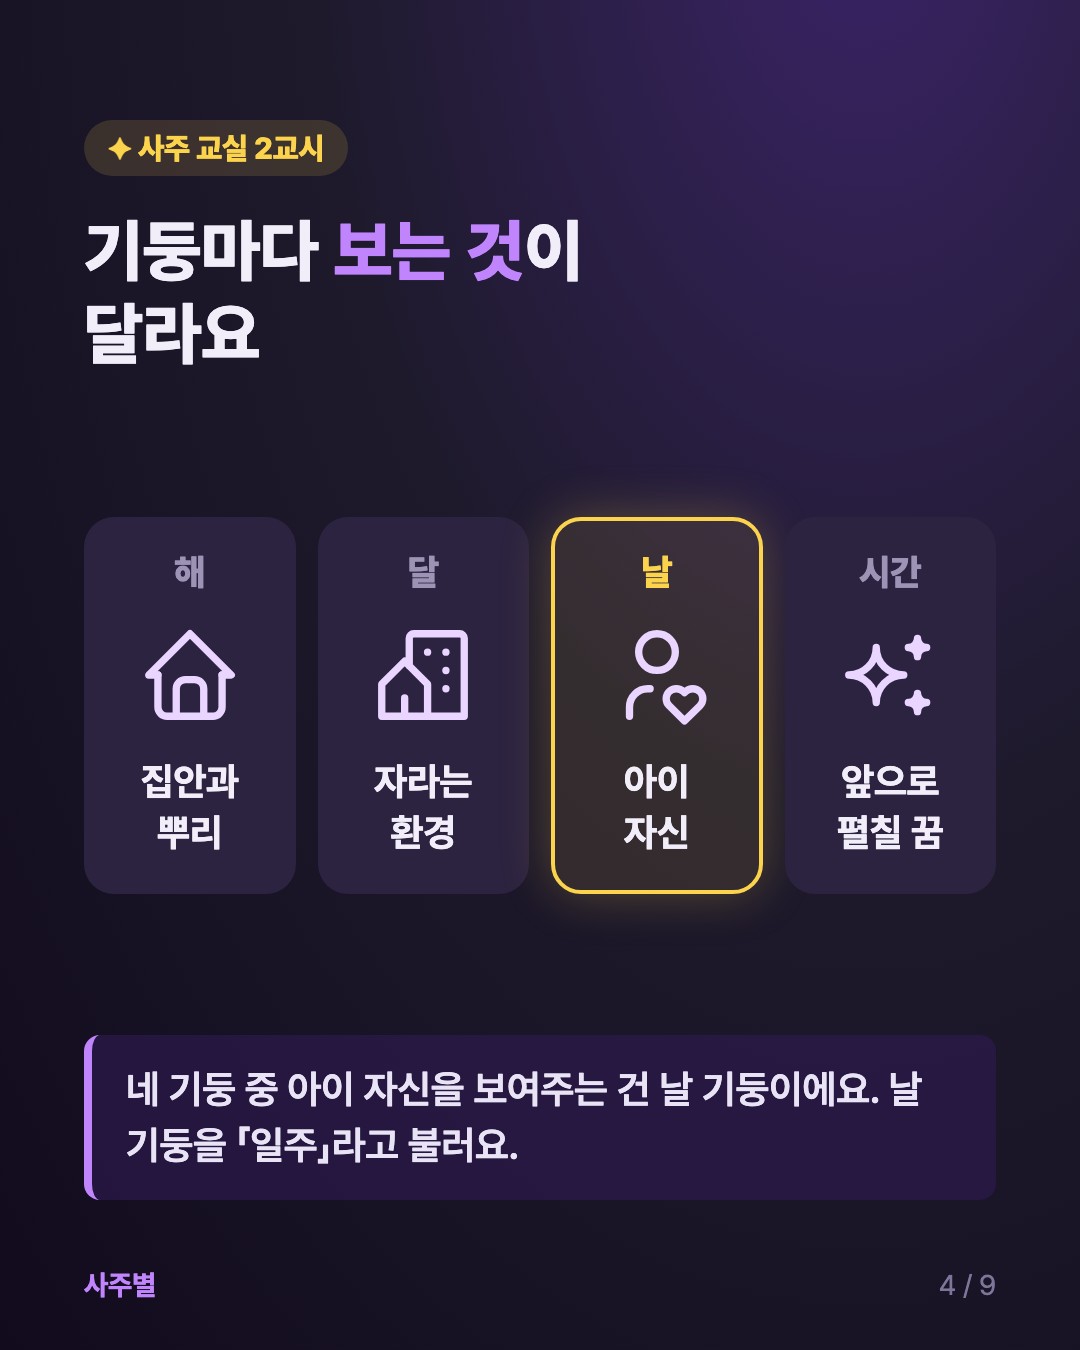 ✦ 사주 교실 2교시
기둥마다 보는 것이
달라요
해
집안과
뿌리
달
자라는
환경
날
아이
자신
시간
앞으로
펼칠 꿈
네 기둥 중 아이 자신을 보여주는 건 날 기둥이에요. 날
기둥을 「일주」라고 불러요.
사주별
4 / 9